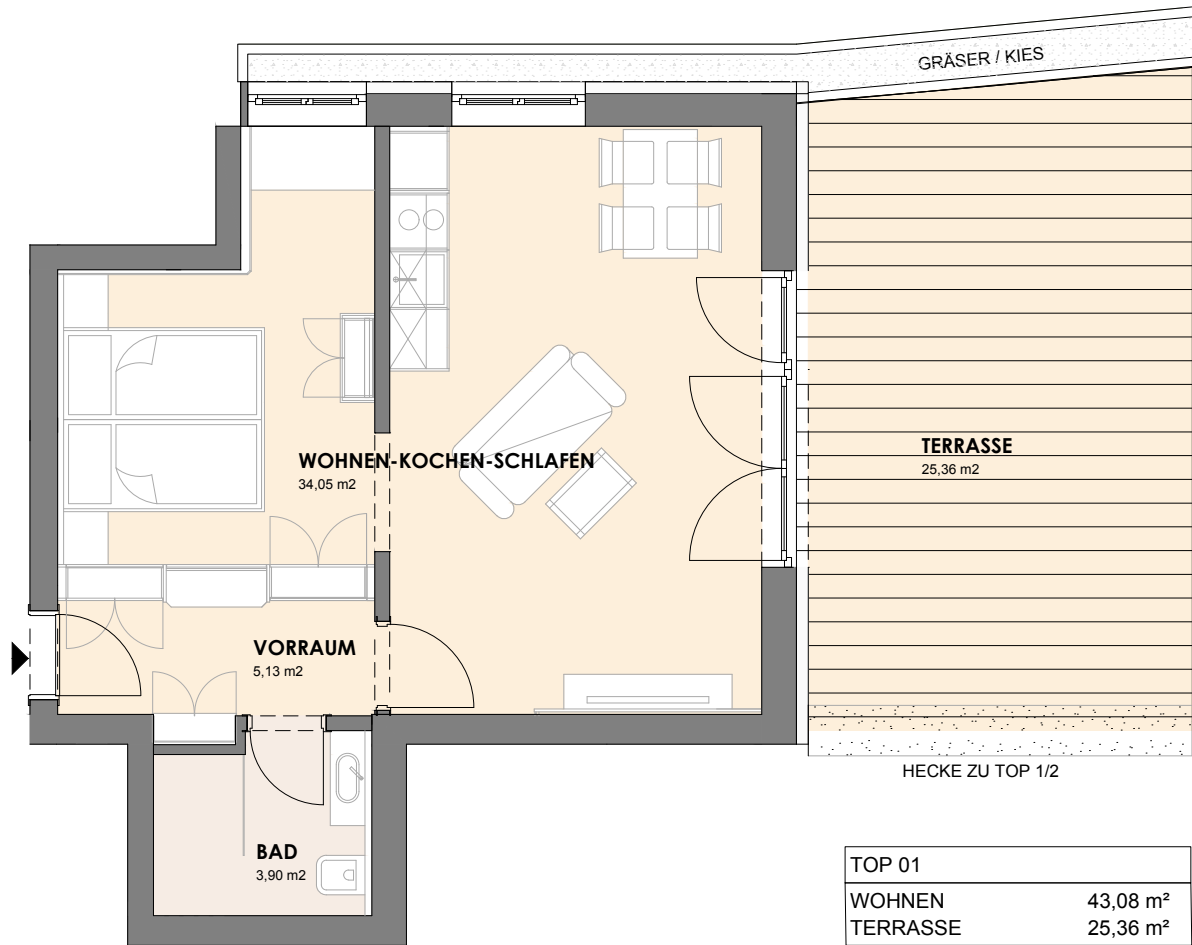 GRÄSER / KIES
TERRASSE
25,36 m2
WOHNEN-KOCHEN-SCHLAFEN
34,05 m2
VORRAUM
5,13 m2
HECKE ZU TOP 1/2
BAD
3,90 m2
TOP 01
WOHNEN 43,08 m²
TERRASSE 25,36 m²